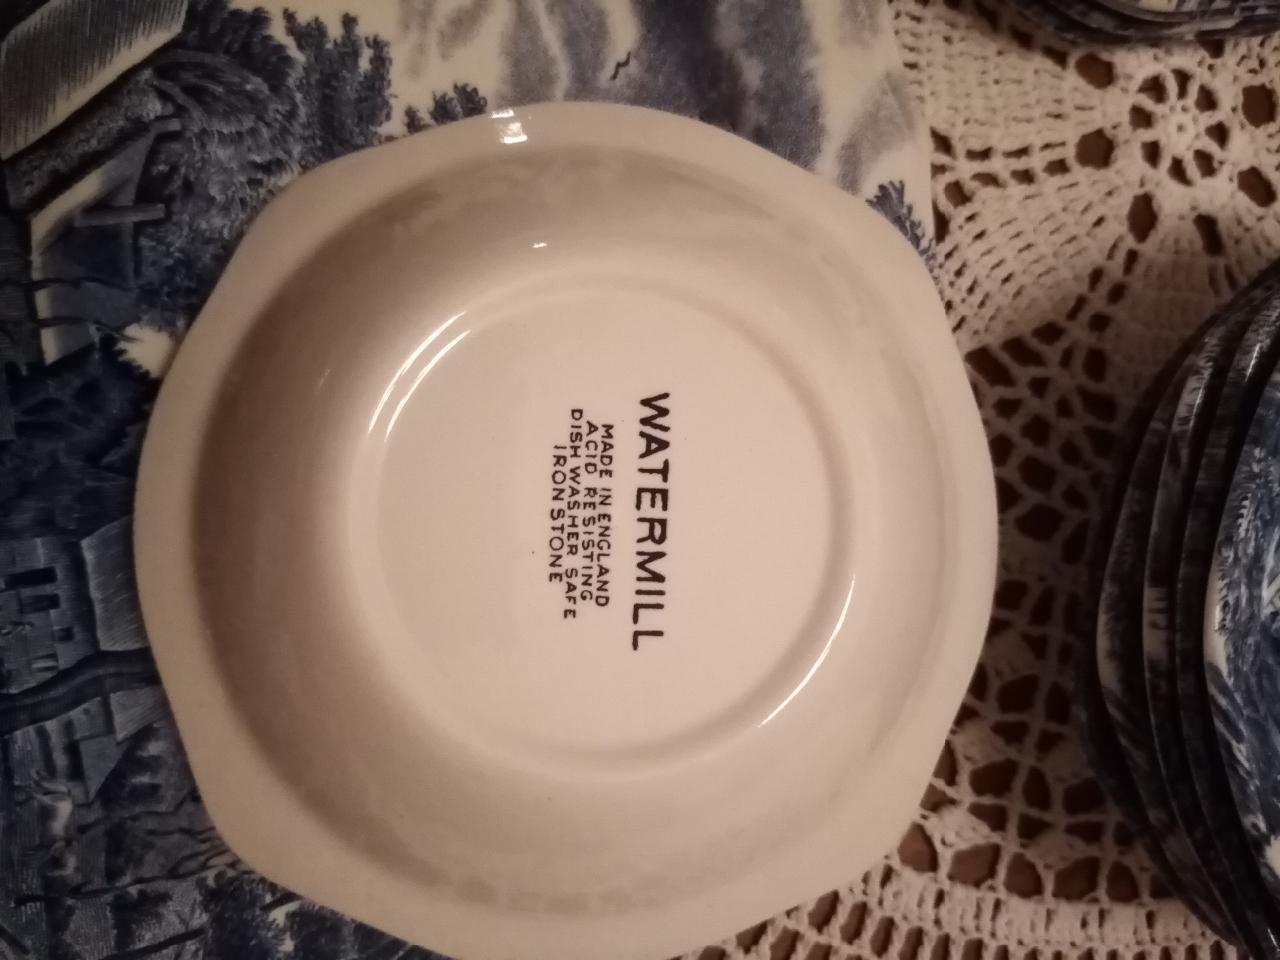 WATERMILL
MADE IN ENGLAND
ACID RESISTING
DISH WASHER SAFE
IRONSTONE